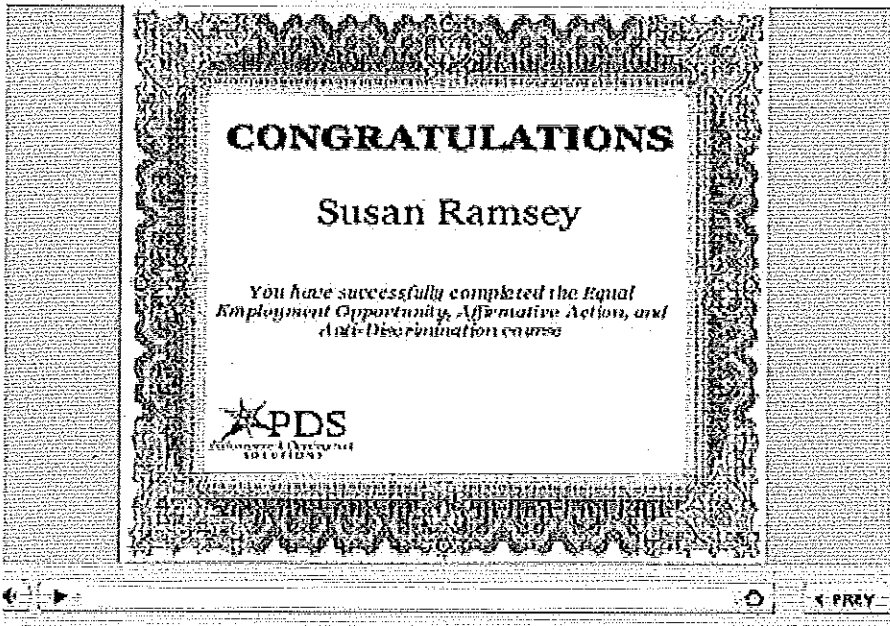 CONGRATULATIONS
Susan Ramsey
You have successfully completed the Equal
Employment Opportunity, Affirmative Action, and
Anti-Discrimination course
PDS
SOLUTIONS
PREV